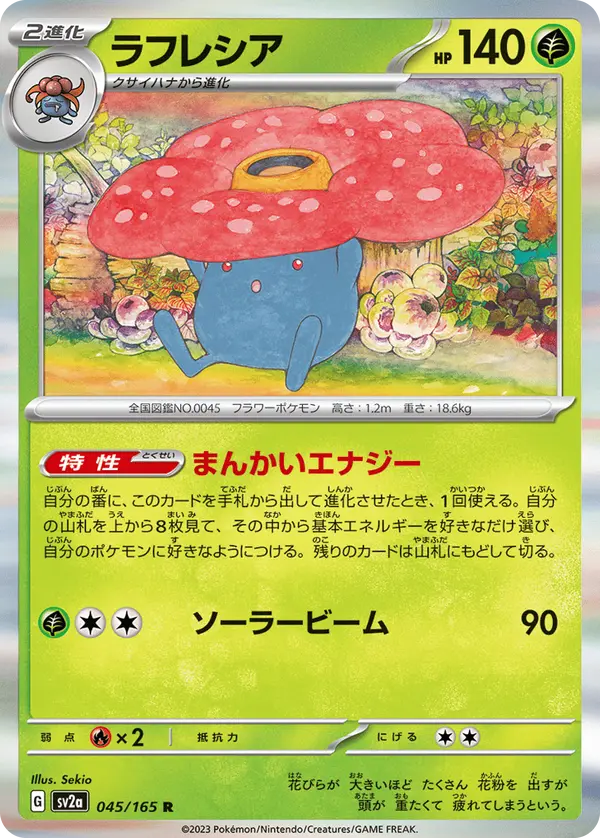 2進化
ラフレシア
HP 140
クサイハナから進化
全国図鑑NO.0045 フラワーポケモン 高さ:1.2m 重さ:18.6kg
特性 とくせい まんかいエナジー
自分の番に、このカードを手札から出して進化させたとき、1回使える。自分
の山札を上から8枚見て、その中から基本エネルギーを好きなだけ選び、
自分のポケモンに好きなようにつける。残りのカードは山札にもどして切る。
ソーラービーム 90
弱点 ×2 抵抗力 にげる
Illus. Sekio
G sv2a 045/165 R
花びらが 大きいほど たくさん 花粉を 出すが
頭が 重たくて 疲れてしまうという。
©2023 Pokémon/Nintendo/Creatures/GAME FREAK.